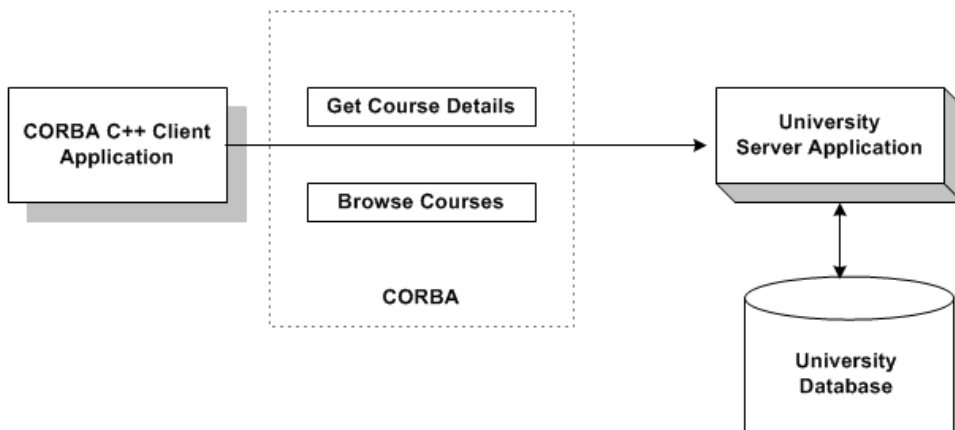 CORBA C++ Client
Application
Get Course Details
Browse Courses
CORBA
University
Server Application
University
Database